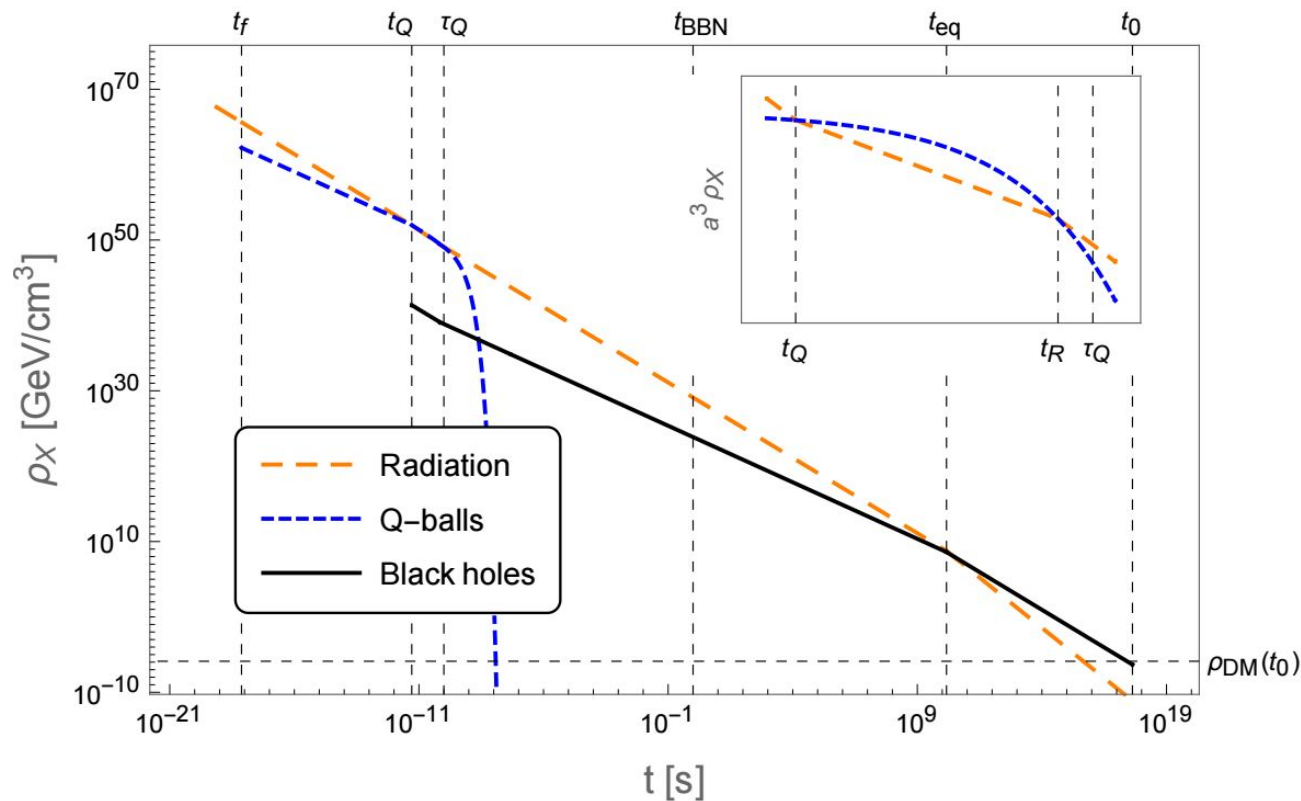 t_f t_Q τ_Q t_BBN t_eq t_0
10^70
10^50
10^30
10^10
10^-10
ρ_X [GeV/cm^3]
a^3 ρ_X
t_Q t_R τ_Q
Radiation
Q-balls
Black holes
ρ_DM(t_0)
10^-21 10^-11 10^-1 10^9 10^19
t [s]